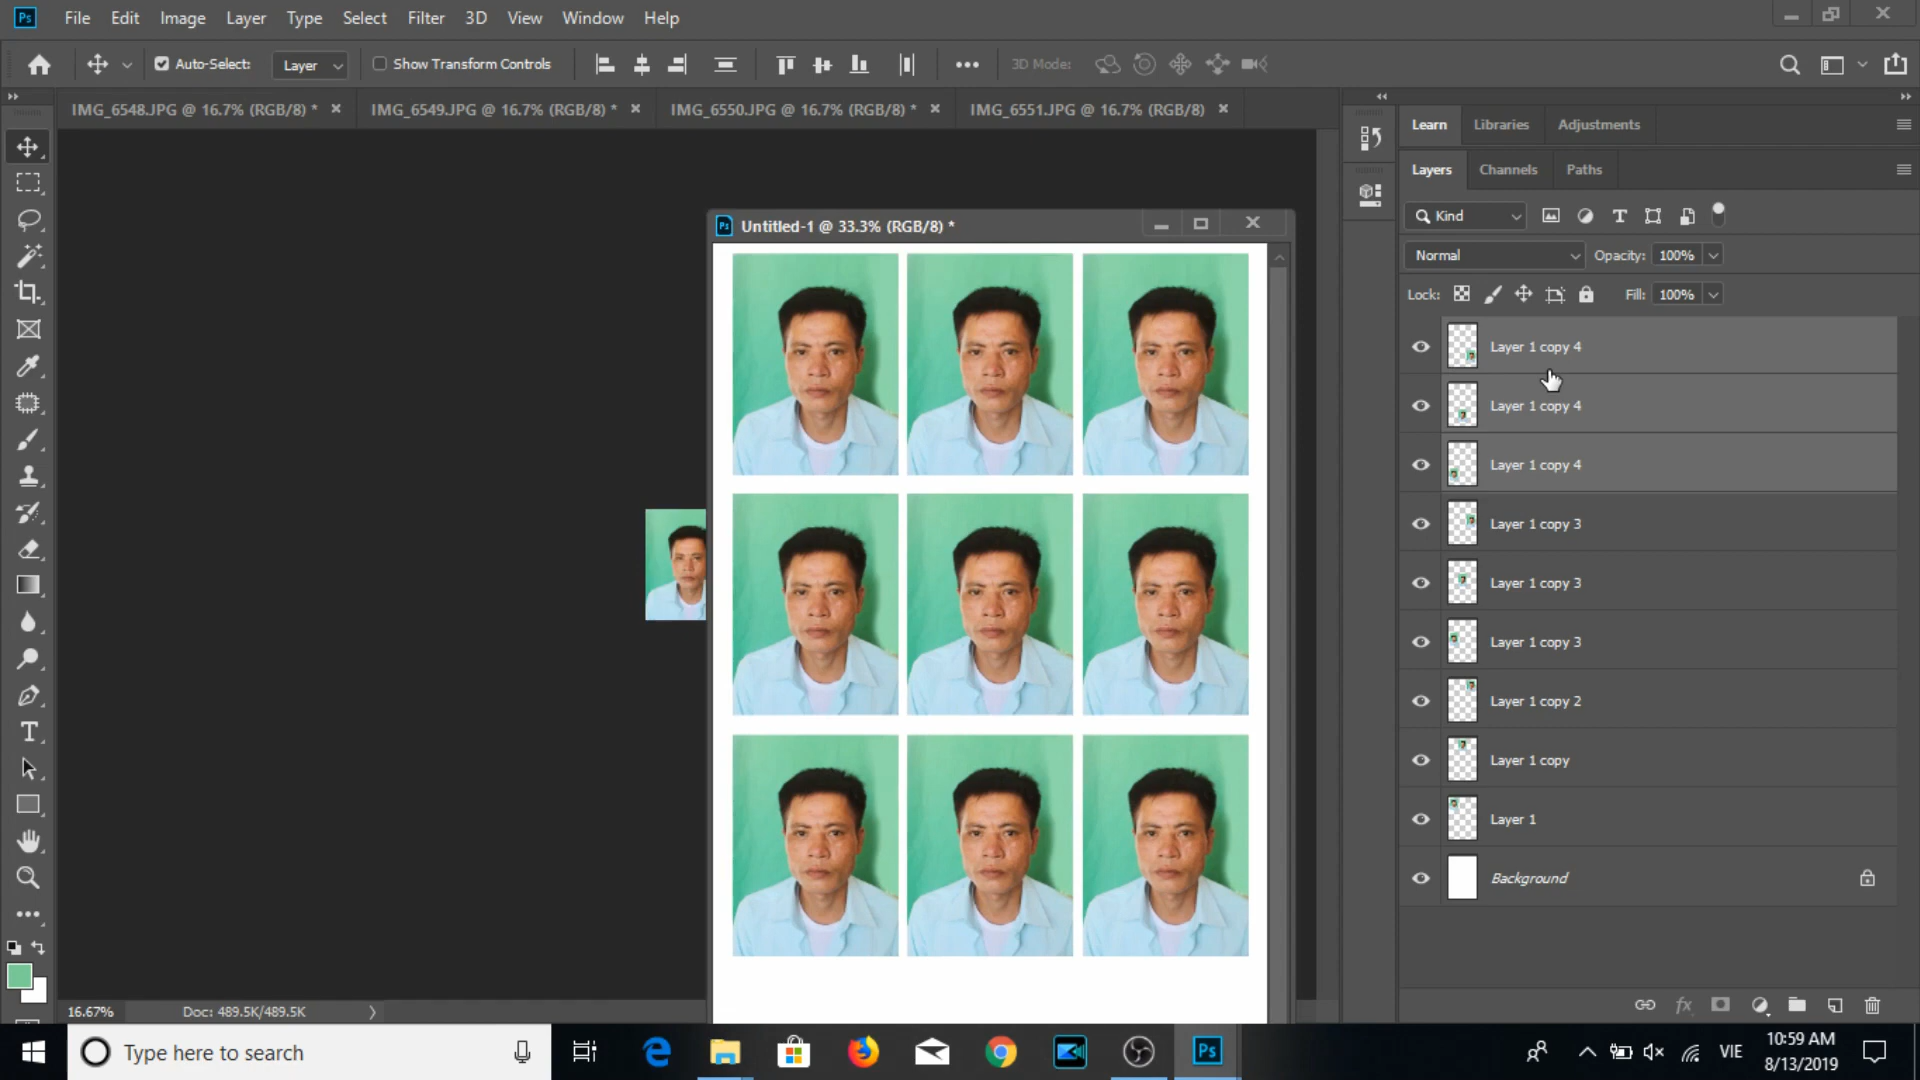 Ps File Edit Image Layer Type Select Filter 3D View Window Help
Auto-Select: Layer Show Transform Controls 3D Mode:
IMG_6548.JPG @ 16.7% (RGB/8) * IMG_6549.JPG @ 16.7% (RGB/8) * IMG_6550.JPG @ 16.7% (RGB/8) * IMG_6551.JPG @ 16.7% (RGB/8)
Learn Libraries Adjustments
Layers Channels Paths
Kind
Normal Opacity: 100%
Lock: Fill: 100%
Ps Untitled-1 @ 33.3% (RGB/8) *
Layer 1 copy 4
Layer 1 copy 4
Layer 1 copy 4
Layer 1 copy 3
Layer 1 copy 3
Layer 1 copy 3
Layer 1 copy 2
Layer 1 copy
Layer 1
Background
fx
16.67% Doc: 489.5K/489.5K
Type here to search
Ps
VIE
10:59 AM
8/13/2019